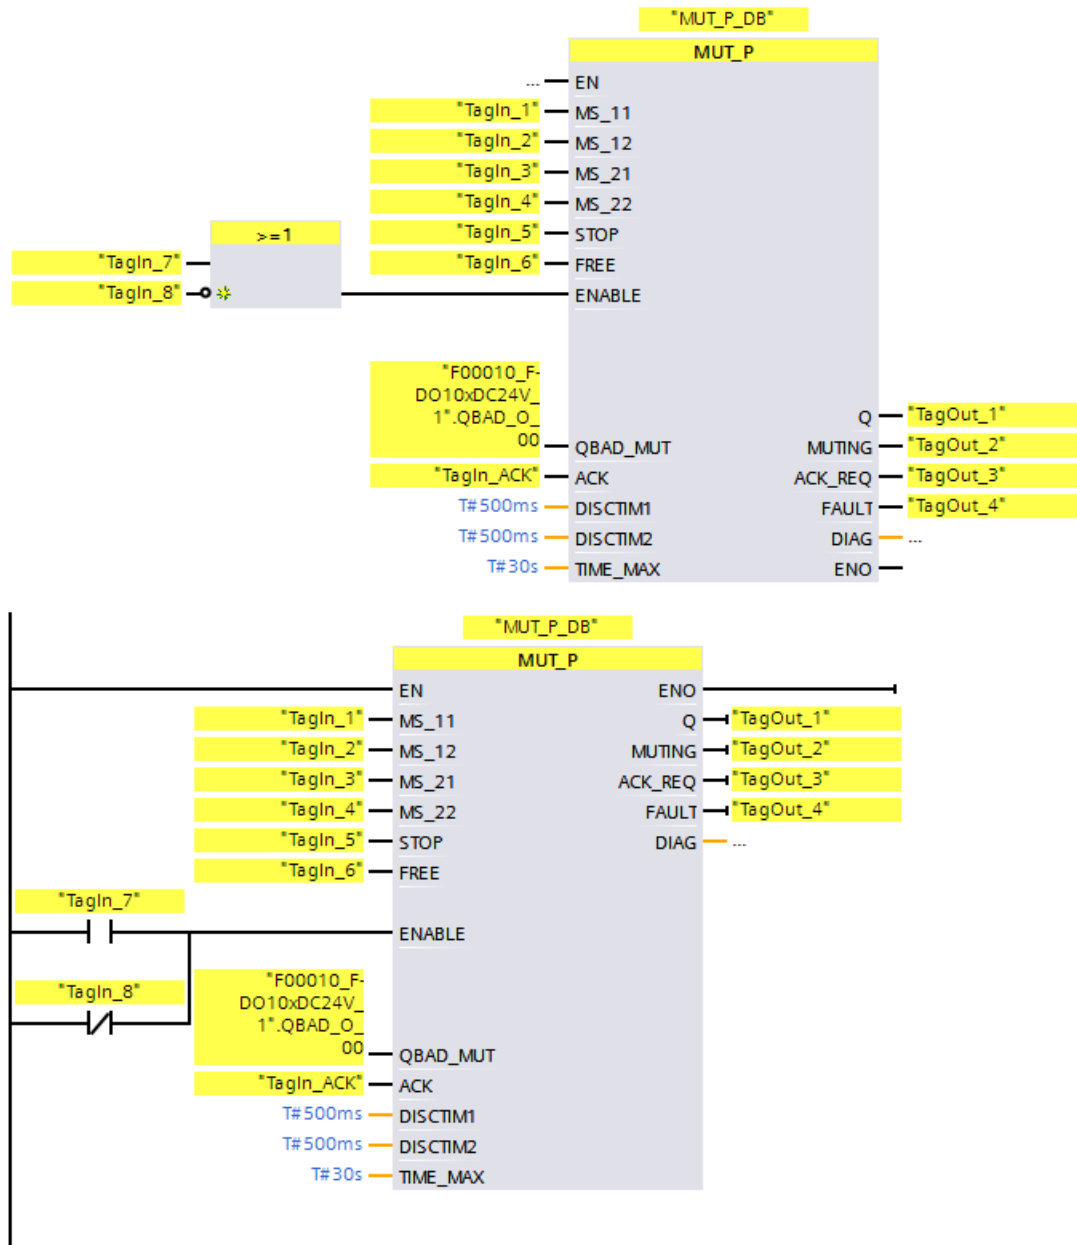 "MUT_P_DB"
MUT_P
... EN
"TagIn_1" MS_11
"TagIn_2" MS_12
"TagIn_3" MS_21
"TagIn_4" MS_22
>=1
"TagIn_5" STOP
"TagIn_7"
"TagIn_6" FREE
"TagIn_8"
ENABLE
"F00010_F-
DO10xDC24V_
1".QBAD_O_
00
Q "TagOut_1"
QBAD_MUT MUTING "TagOut_2"
"TagIn_ACK" ACK ACK_REQ "TagOut_3"
T#500ms DISCTIM1 FAULT "TagOut_4"
T#500ms DISCTIM2 DIAG ...
T#30s TIME_MAX ENO
"MUT_P_DB"
MUT_P
EN ENO
"TagIn_1" MS_11 Q "TagOut_1"
"TagIn_2" MS_12 MUTING "TagOut_2"
"TagIn_3" MS_21 ACK_REQ "TagOut_3"
"TagIn_4" MS_22 FAULT "TagOut_4"
"TagIn_5" STOP DIAG ...
"TagIn_6" FREE
"TagIn_7"
ENABLE
"TagIn_8"
"F00010_F-
DO10xDC24V_
1".QBAD_O_
00
QBAD_MUT
"TagIn_ACK" ACK
T#500ms DISCTIM1
T#500ms DISCTIM2
T#30s TIME_MAX